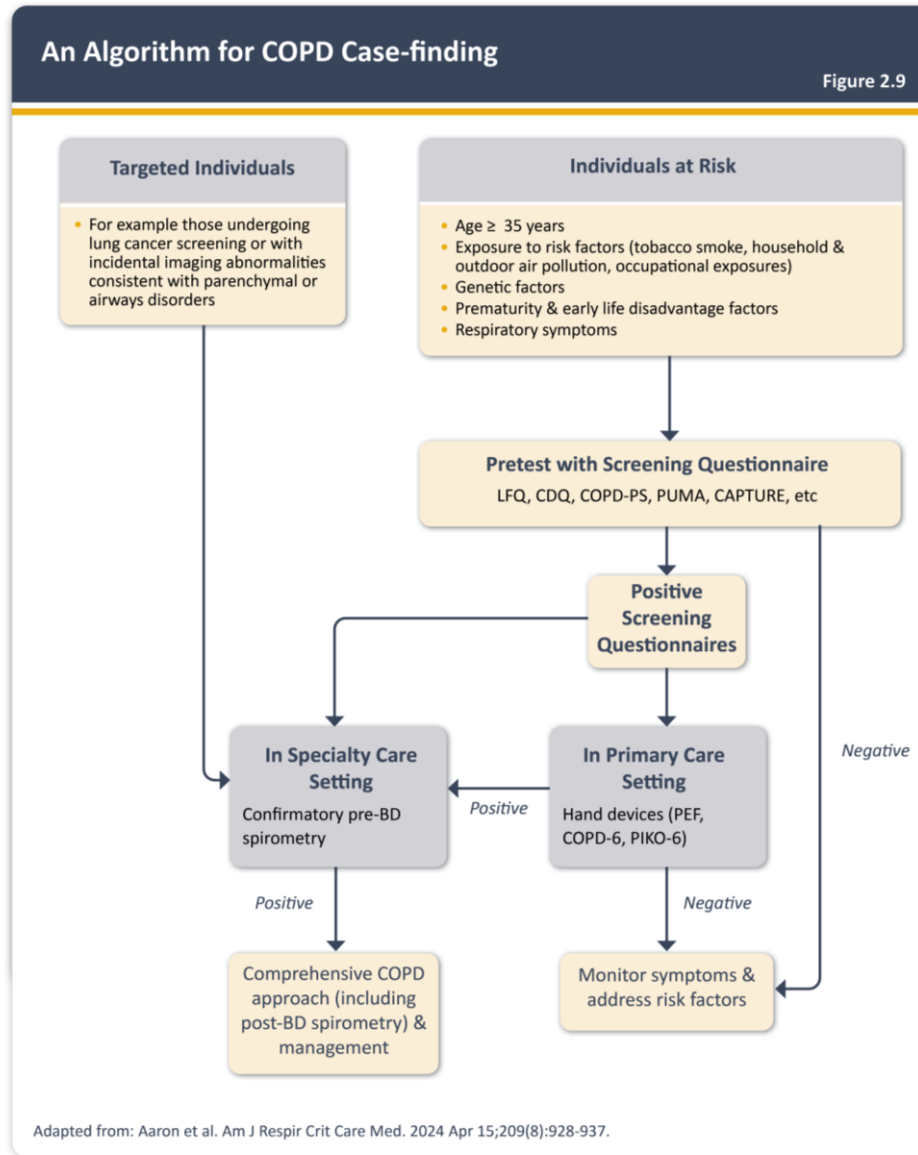 An Algorithm for COPD Case-finding
Figure 2.9
Targeted Individuals
• For example those undergoing
lung cancer screening or with
incidental imaging abnormalities
consistent with parenchymal or
airways disorders
Individuals at Risk
• Age ≥ 35 years
• Exposure to risk factors (tobacco smoke, household &
outdoor air pollution, occupational exposures)
• Genetic factors
• Prematurity & early life disadvantage factors
• Respiratory symptoms
Pretest with Screening Questionnaire
LFQ, CDQ, COPD-PS, PUMA, CAPTURE, etc
Positive
Screening
Questionnaires
In Specialty Care
Setting
Confirmatory pre-BD
spirometry
Positive
In Primary Care
Setting
Hand devices (PEF,
COPD-6, PIKO-6)
Negative
Positive
Negative
Comprehensive COPD
approach (including
post-BD spirometry) &
management
Monitor symptoms &
address risk factors
Adapted from: Aaron et al. Am J Respir Crit Care Med. 2024 Apr 15;209(8):928-937.